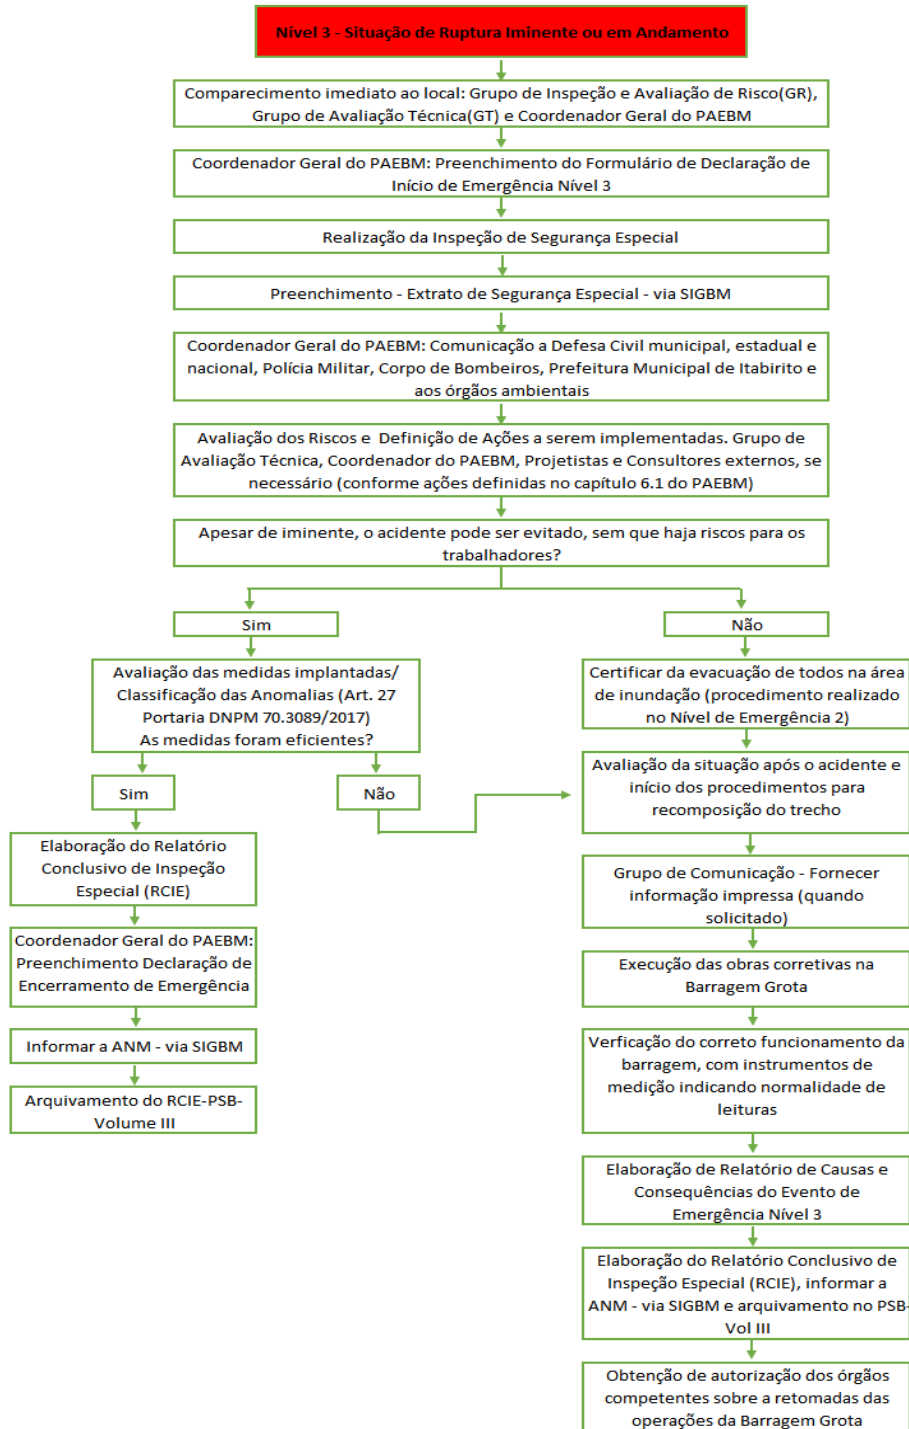 Nível 3 - Situação de Ruptura Iminente ou em Andamento
Comparecimento imediato ao local: Grupo de Inspeção e Avaliação de Risco(GR),
Grupo de Avaliação Técnica(GT) e Coordenador Geral do PAEBM
Coordenador Geral do PAEBM: Preenchimento do Formulário de Declaração de
Início de Emergência Nível 3
Realização da Inspeção de Segurança Especial
Preenchimento - Extrato de Segurança Especial - via SIGBM
Coordenador Geral do PAEBM: Comunicação a Defesa Civil municipal, estadual e
nacional, Polícia Militar, Corpo de Bombeiros, Prefeitura Municipal de Itabirito e
aos órgãos ambientais
Avaliação dos Riscos e Definição de Ações a serem implementadas. Grupo de
Avaliação Técnica, Coordenador do PAEBM, Projetistas e Consultores externos, se
necessário (conforme ações definidas no capítulo 6.1 do PAEBM)
Apesar de iminente, o acidente pode ser evitado, sem que haja riscos para os
trabalhadores?
Sim
Avaliação das medidas implantadas/
Classificação das Anomalias (Art. 27
Portaria DNPM 70.3089/2017)
As medidas foram eficientes?
Sim
Não
Elaboração do Relatório
Conclusivo de Inspeção
Especial (RCIE)
Coordenador Geral do PAEBM:
Preenchimento Declaração de
Encerramento de Emergência
Informar a ANM - via SIGBM
Arquivamento do RCIE-PSB-
Volume III
Não
Certificar da evacuação de todos na área
de inundação (procedimento realizado
no Nível de Emergência 2)
Avaliação da situação após o acidente e
início dos procedimentos para
recomposição do trecho
Grupo de Comunicação - Fornecer
informação impressa (quando
solicitado)
Execução das obras corretivas na
Barragem Grota
Verficação do correto funcionamento da
barragem, com instrumentos de
medição indicando normalidade de
leituras
Elaboração de Relatório de Causas e
Consequências do Evento de
Emergência Nível 3
Elaboração do Relatório Conclusivo de
Inspeção Especial (RCIE), informar a
ANM - via SIGBM e arquivamento no PSB-
Vol III
Obtenção de autorização dos órgãos
competentes sobre a retomadas das
operações da Barragem Grota